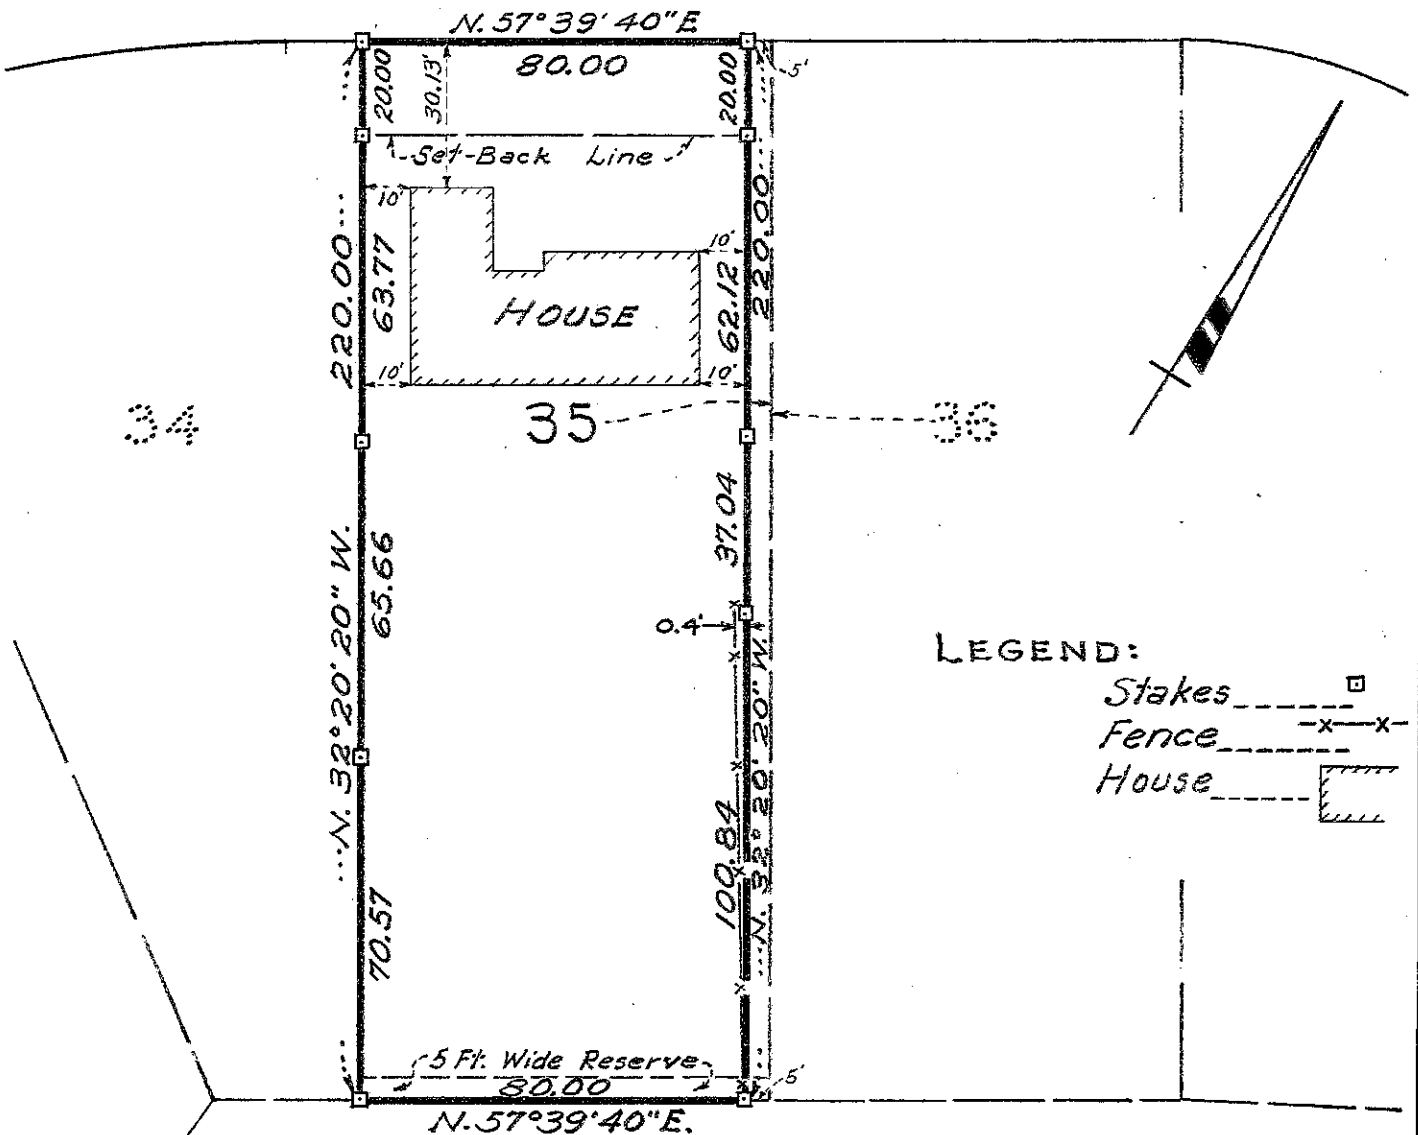 N. 57° 39' 40" E
80.00
5'
20.00
30.13'
20.00
Set-Back Line
10'
220.00
63.77
10'
62.12
220.00
HOUSE
10'
10'
34
35
36
37.04
N. 32° 20' 20" W.
65.66
0.4'
N. 32° 20' 20" W.
LEGEND:
Stakes
Fence
House
100.84
70.57
5 Ft. Wide Reserve
80.00
5'
N. 57° 39' 40" E.